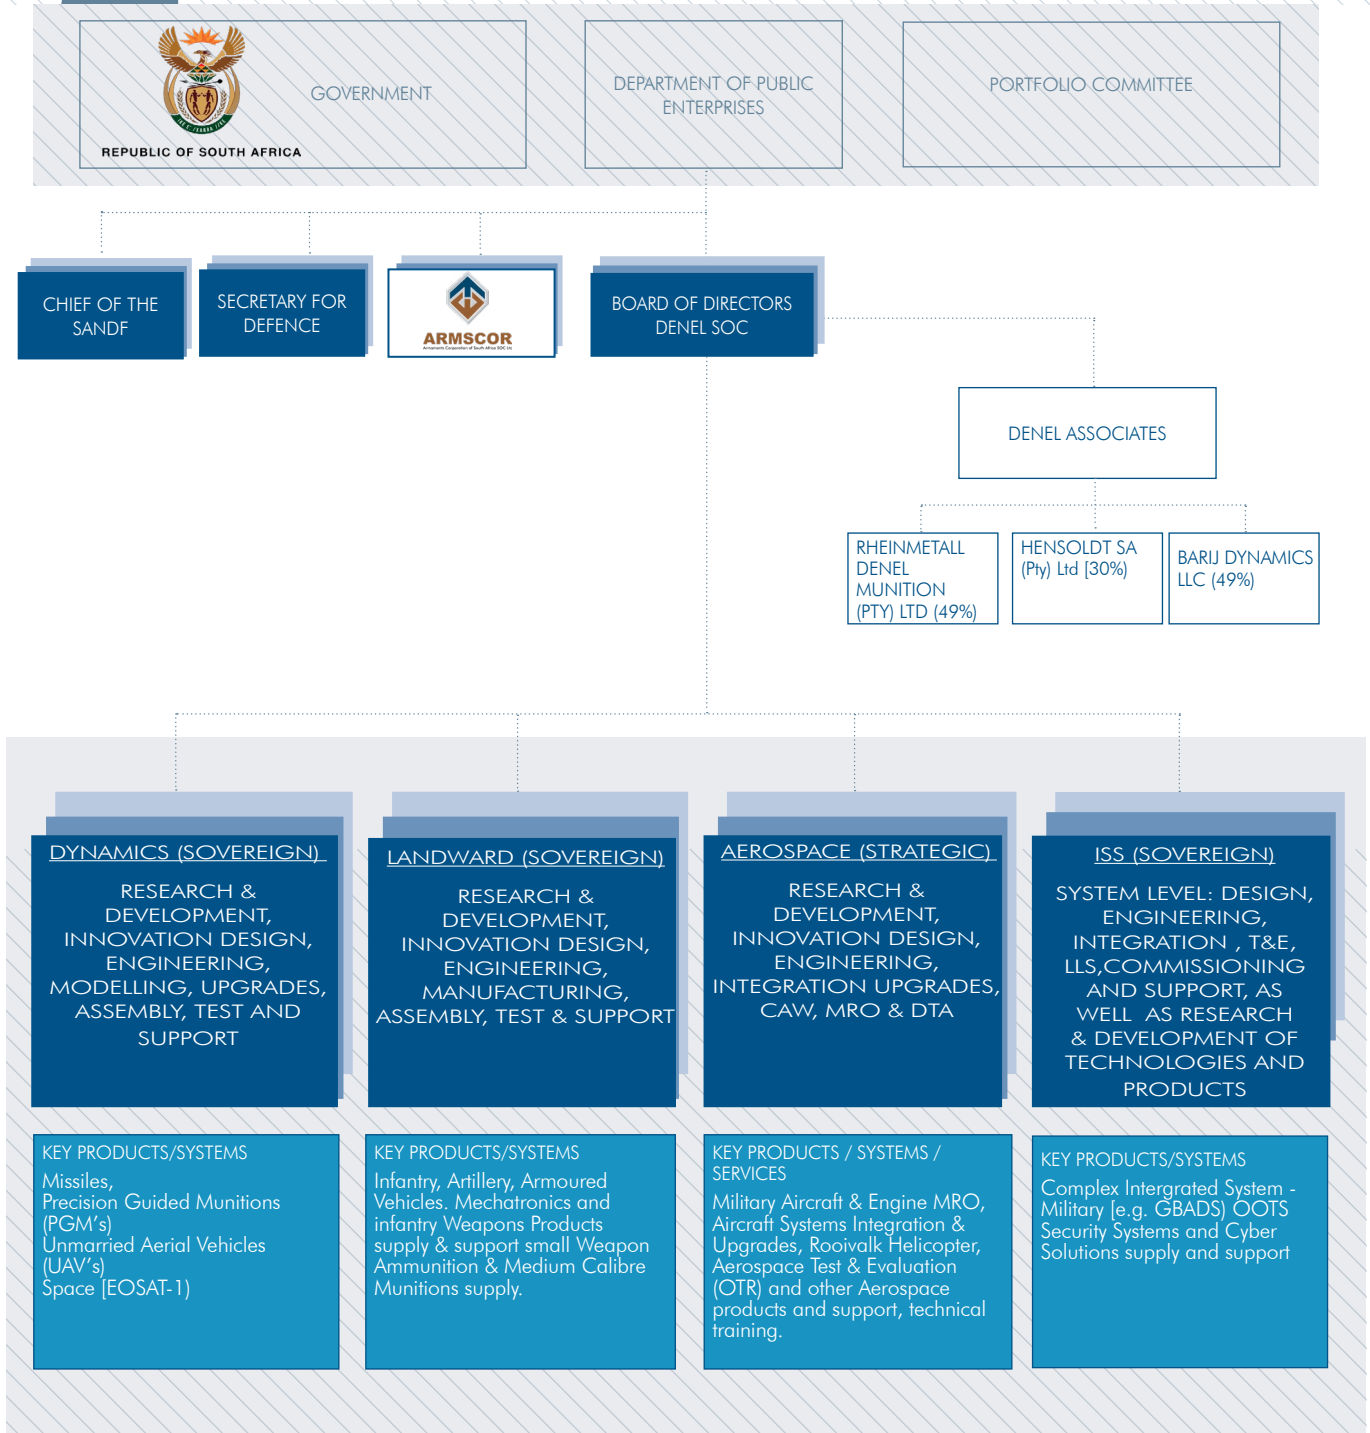 GOVERNMENT
REPUBLIC OF SOUTH AFRICA
DEPARTMENT OF PUBLIC
ENTERPRISES
PORTFOLIO COMMITTEE
CHIEF OF THE
SANDF
SECRETARY FOR
DEFENCE
ARMSCOR
Armaments Corporation of South Africa SOC Ltd
BOARD OF DIRECTORS
DENEL SOC
DENEL ASSOCIATES
RHEINMETALL
DENEL
MUNITION
(PTY) LTD (49%)
HENSOLDT SA
(Pty) Ltd [30%)
BARIJ DYNAMICS
LLC (49%)
DYNAMICS (SOVEREIGN)
RESEARCH &
DEVELOPMENT,
INNOVATION DESIGN,
ENGINEERING,
MODELLING, UPGRADES,
ASSEMBLY, TEST AND
SUPPORT
LANDWARD (SOVEREIGN)
RESEARCH &
DEVELOPMENT,
INNOVATION DESIGN,
ENGINEERING,
MANUFACTURING,
ASSEMBLY, TEST & SUPPORT
AEROSPACE (STRATEGIC)
RESEARCH &
DEVELOPMENT,
INNOVATION DESIGN,
ENGINEERING,
INTEGRATION UPGRADES,
CAW, MRO & DTA
ISS (SOVEREIGN)
SYSTEM LEVEL: DESIGN,
ENGINEERING,
INTEGRATION , T&E,
LLS,COMMISSIONING
AND SUPPORT, AS
WELL AS RESEARCH
& DEVELOPMENT OF
TECHNOLOGIES AND
PRODUCTS
KEY PRODUCTS/SYSTEMS
Missiles,
Precision Guided Munitions
(PGM's)
Unmarried Aerial Vehicles
(UAV's)
Space [EOSAT-1)
KEY PRODUCTS/SYSTEMS
Infantry, Artillery, Armoured
Vehicles. Mechatronics and
infantry Weapons Products
supply & support small Weapon
Ammunition & Medium Calibre
Munitions supply.
KEY PRODUCTS / SYSTEMS /
SERVICES
Military Aircraft & Engine MRO,
Aircraft Systems Integration &
Upgrades, Rooivalk Helicopter,
Aerospace Test & Evaluation
(OTR) and other Aerospace
products and support, technical
training.
KEY PRODUCTS/SYSTEMS
Complex Intergrated System -
Military [e.g. GBADS) OOTS
Security Systems and Cyber
Solutions supply and support